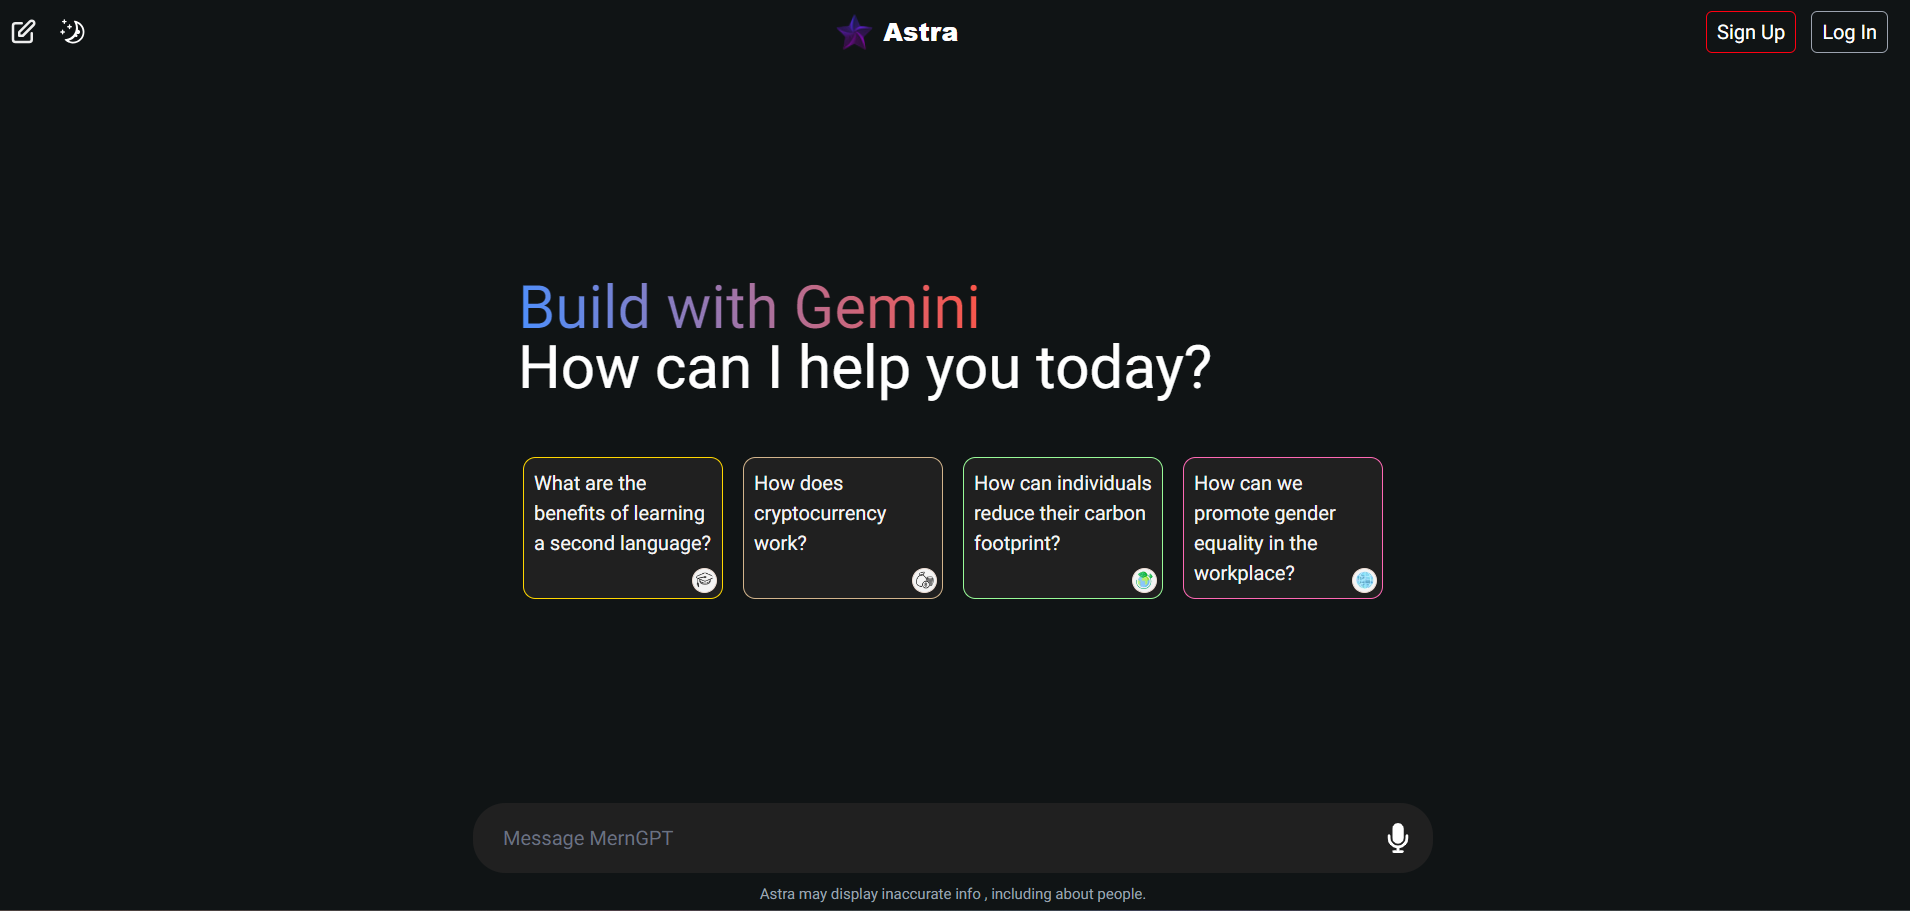 Astra
Sign Up
Log In
Build with Gemini
How can I help you today?
What are the
benefits of learning
a second language?
How does
cryptocurrency
work?
How can individuals
reduce their carbon
footprint?
How can we
promote gender
equality in the
workplace?
Message MernGPT
Astra may display inaccurate info , including about people.